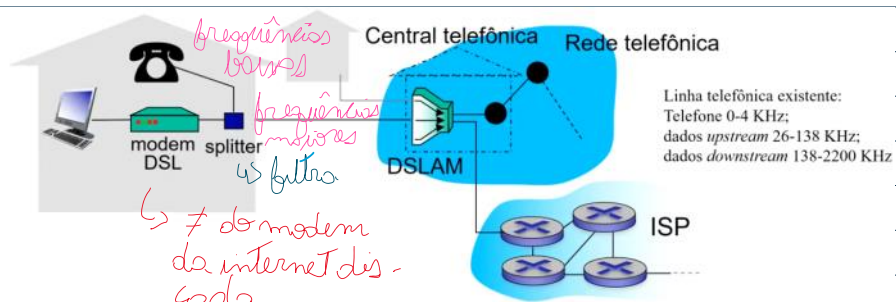 freqquências
baixas
Central telefônica
Rede telefônica
frequências
maiores
Linha telefônica existente:
Telefone 0-4 KHz;
dados upstream 26-138 KHz;
dados downstream 138-2200 KHz
modem
DSL
splitter
↳ filtra
DSLAM
↳ ≠ do modem
da internet dis-
cada
ISP